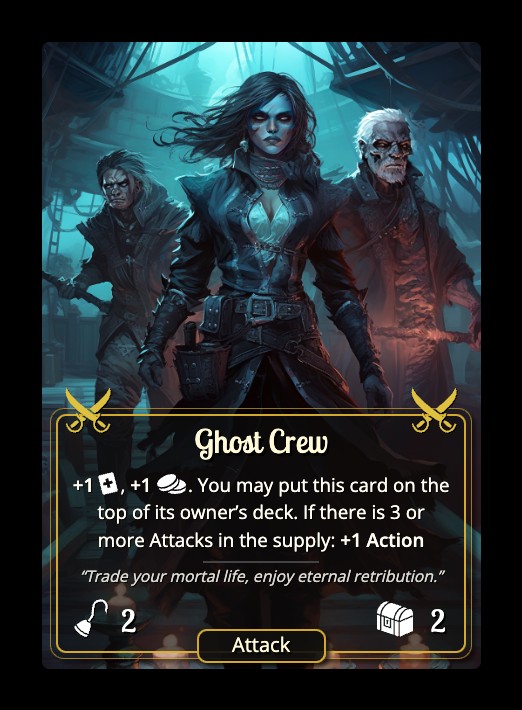 Ghost Crew
+1 , +1 . You may put this card on the
top of its owner’s deck. If there is 3 or
more Attacks in the supply: +1 Action
“Trade your mortal life, enjoy eternal retribution.”
2
2
Attack